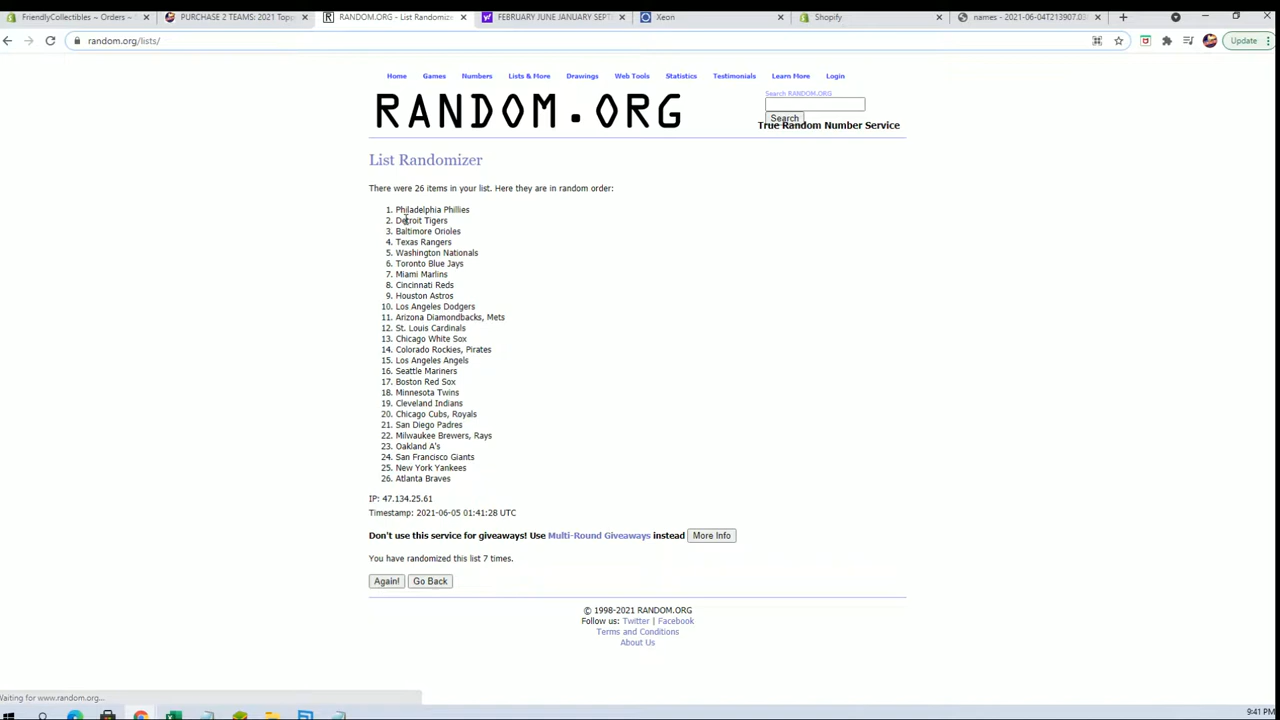 FriendlyCollectibles ~ Orders ~ S
PURCHASE 2 TEAMS: 2021 Topp
RANDOM.ORG - List Randomizer
FEBRUARY JUNE JANUARY SEPT
Xeon
Shopify
names - 2021-06-04T213907.03
random.org/lists/
Update
Home
Games
Numbers
Lists & More
Drawings
Web Tools
Statistics
Testimonials
Learn More
Login
Search RANDOM.ORG
RANDOM.ORG
Search
True Random Number Service
List Randomizer
There were 26 items in your list. Here they are in random order:
1. Philadelphia Phillies
2. Detroit Tigers
3. Baltimore Orioles
4. Texas Rangers
5. Washington Nationals
6. Toronto Blue Jays
7. Miami Marlins
8. Cincinnati Reds
9. Houston Astros
10. Los Angeles Dodgers
11. Arizona Diamondbacks, Mets
12. St. Louis Cardinals
13. Chicago White Sox
14. Colorado Rockies, Pirates
15. Los Angeles Angels
16. Seattle Mariners
17. Boston Red Sox
18. Minnesota Twins
19. Cleveland Indians
20. Chicago Cubs, Royals
21. San Diego Padres
22. Milwaukee Brewers, Rays
23. Oakland A's
24. San Francisco Giants
25. New York Yankees
26. Atlanta Braves
IP: 47.134.25.61
Timestamp: 2021-06-05 01:41:28 UTC
Don't use this service for giveaways! Use Multi-Round Giveaways instead More Info
You have randomized this list 7 times.
Again! Go Back
© 1998-2021 RANDOM.ORG
Follow us: Twitter | Facebook
Terms and Conditions
About Us
Waiting for www.random.org...
9:41 PM